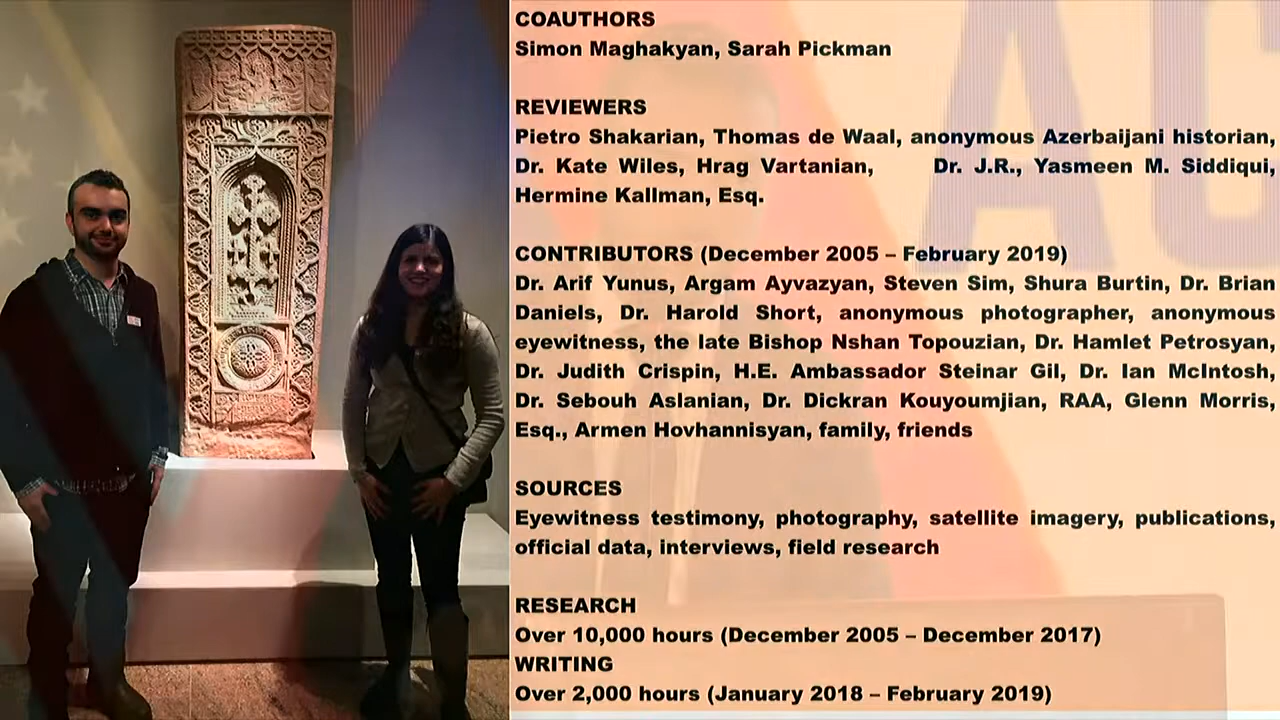 COAUTHORS
Simon Maghakyan, Sarah Pickman
REVIEWERS
Pietro Shakarian, Thomas de Waal, anonymous Azerbaijani historian,
Dr. Kate Wiles, Hrag Vartanian, Dr. J.R., Yasmeen M. Siddiqui,
Hermine Kallman, Esq.
CONTRIBUTORS (December 2005 – February 2019)
Dr. Arif Yunus, Argam Ayvazyan, Steven Sim, Shura Burtin, Dr. Brian
Daniels, Dr. Harold Short, anonymous photographer, anonymous
eyewitness, the late Bishop Nshan Topouzian, Dr. Hamlet Petrosyan,
Dr. Judith Crispin, H.E. Ambassador Steinar Gil, Dr. Ian McIntosh,
Dr. Sebouh Aslanian, Dr. Dickran Kouyoumjian, RAA, Glenn Morris,
Esq., Armen Hovhannisyan, family, friends
SOURCES
Eyewitness testimony, photography, satellite imagery, publications,
official data, interviews, field research
RESEARCH
Over 10,000 hours (December 2005 – December 2017)
WRITING
Over 2,000 hours (January 2018 – February 2019)